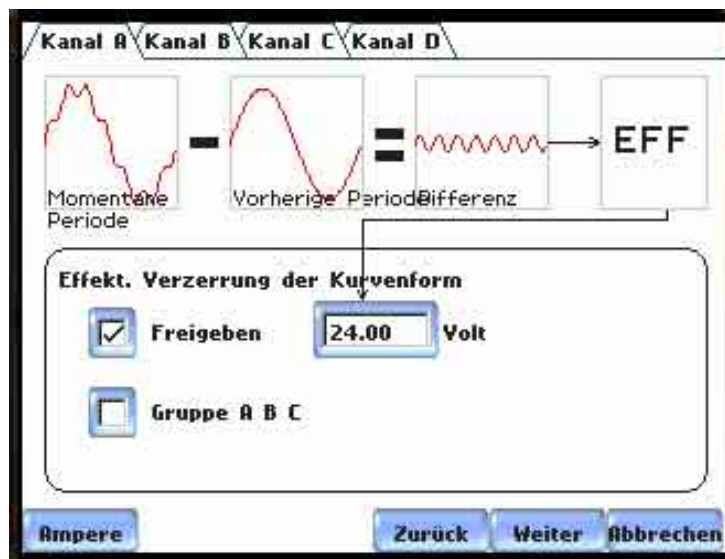 Kanal A Kanal B Kanal C Kanal D
EFF
Momentane Periode
Vorherige Periode
Differenz
Effekt. Verzerrung der Kurvenform
Freigeben 24.00 Volt
Gruppe A B C
Ampere Zurück Weiter Abbrechen